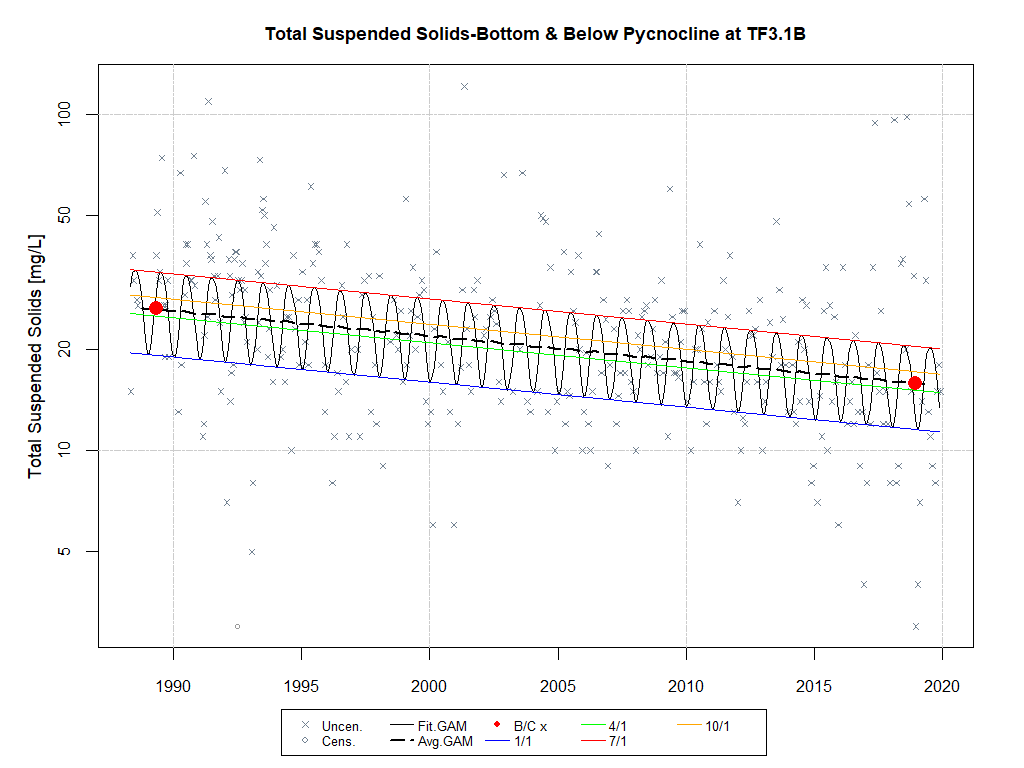 Total Suspended Solids-Bottom & Below Pycnocline at TF3.1B
Total Suspended Solids [mg/L]
100
50
20
10
5
1990 1995 2000 2005 2010 2015 2020
Uncen. Fit.GAM B/C x 4/1 10/1
Cens. Avg.GAM 1/1 7/1